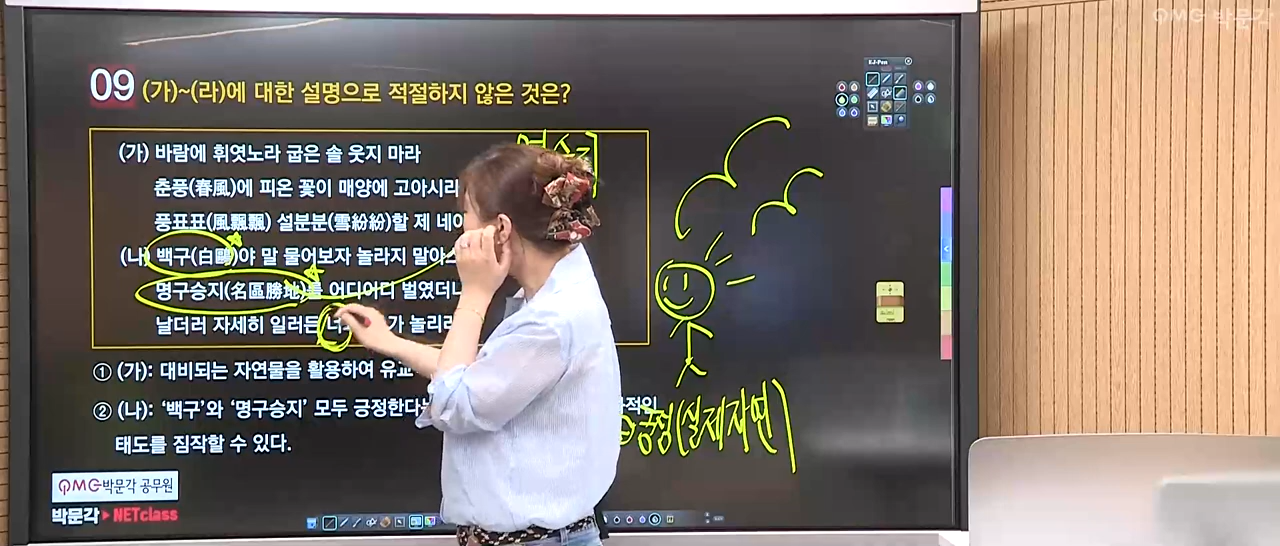 QMG 박문각
EJ-Pen
09 (가)~(라)에 대한 설명으로 적절하지 않은 것은?
(가) 바람에 휘엿노라 굽은 솔 웃지 마라
춘풍(春風)에 피온 꽃이 매양에 고아시라
풍표표(風飄飄) 설분분(雪紛紛)할 제 네
(나) 백구(白鷗)야 말 물어보자 놀라지 말아
명구승지(名區勝地)를 어디어디 벌였더
날더러 자세히 일러든 가 놀리
① (가): 대비되는 자연물을 활용하여
② (나): '백구'와 '명구승지' 모두 긍정한다
태도를 짐작할 수 있다.
긍정(실제자연)
QMG박문각 공무원
박문각 NETclass